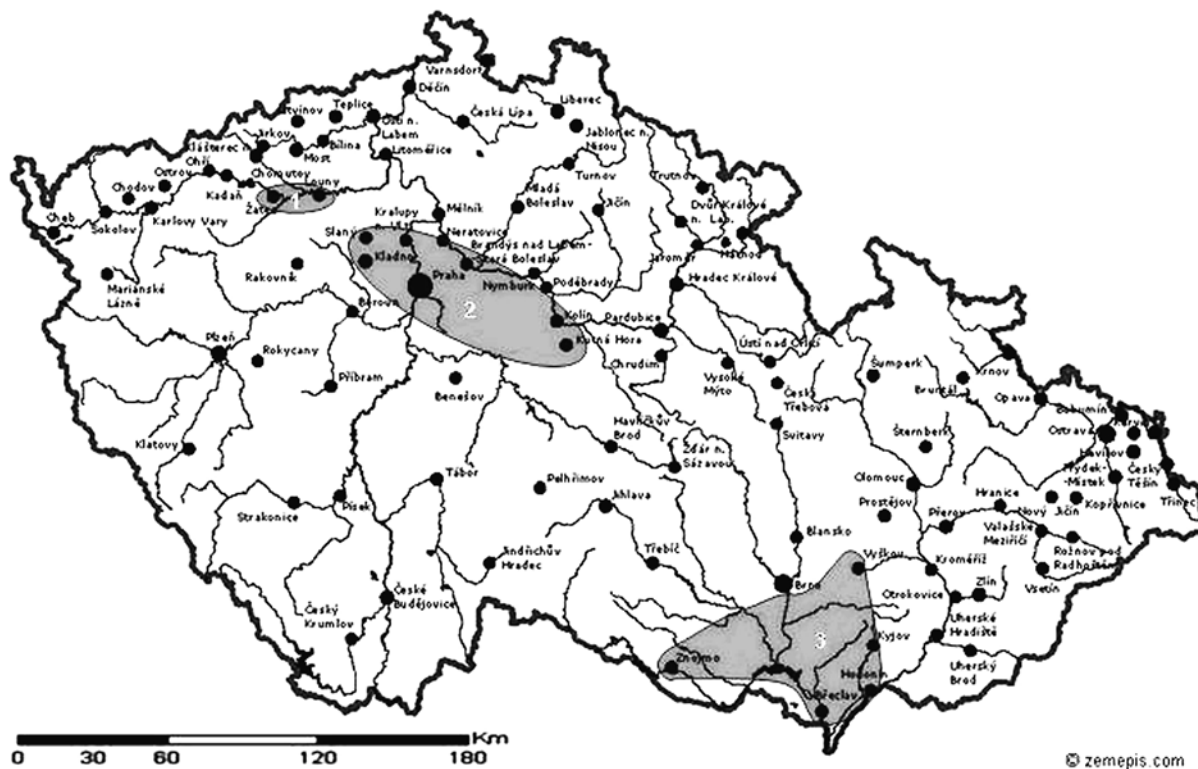 Varnsdorf
Děčín
Teplice
Ústí n.
Labem
Česká Lípa
Liberec
Jablonec n.
Nisou
Jirkov
Bílina
Most
Litoměřice
Klášterec n.
Ohří
Ostrov
Chodov
Chomutov
Kadaň
Louny
Žatec
1
Cheb
Sokolov
Karlovy Vary
Mariánské
Lázně
Turnov
Trutnov
Mladá
Boleslav
Jičín
Dvůr Králové
n. Lab.
Náchod
Jaroměř
Hradec Králové
Mělník
Kralupy
Neratovice
Slaný
Kladno
Brandýs nad Labem-
Stará Boleslav
Praha
Nymburk
Poděbrady
Rakovník
Beroun
2
Kolín
Kutná Hora
Pardubice
Chrudim
Plzeň
Rokycany
Příbram
Benešov
Vysoké
Mýto
Ústí nad Orlicí
Česká
Třebová
Svitavy
Šumperk
Bruntál
Krnov
Opava
Bohumín
Ostrava
Karviná
Havířov
Český
Těšín
Třinec
Frýdek-
-Místek
Kopřivnice
Nový
Jičín
Hranice
Šternberk
Olomouc
Prostějov
Přerov
Valašské
Meziříčí
Rožnov pod
Radhoštěm
Vsetín
Klatovy
Havlíčkův
Brod
Žďár n.
Sázavou
Tábor
Pelhřimov
Jihlava
Strakonice
Písek
Jindřichův
Hradec
Třebíč
Blansko
Vyškov
Kroměříž
Zlín
Otrokovice
Brno
České
Budějovice
Český
Krumlov
3
Kyjov
Uherské
Hradiště
Uherský
Brod
Znojmo
Hodonín
Břeclav
Km
0 30 60 120 180
© zemepis.com